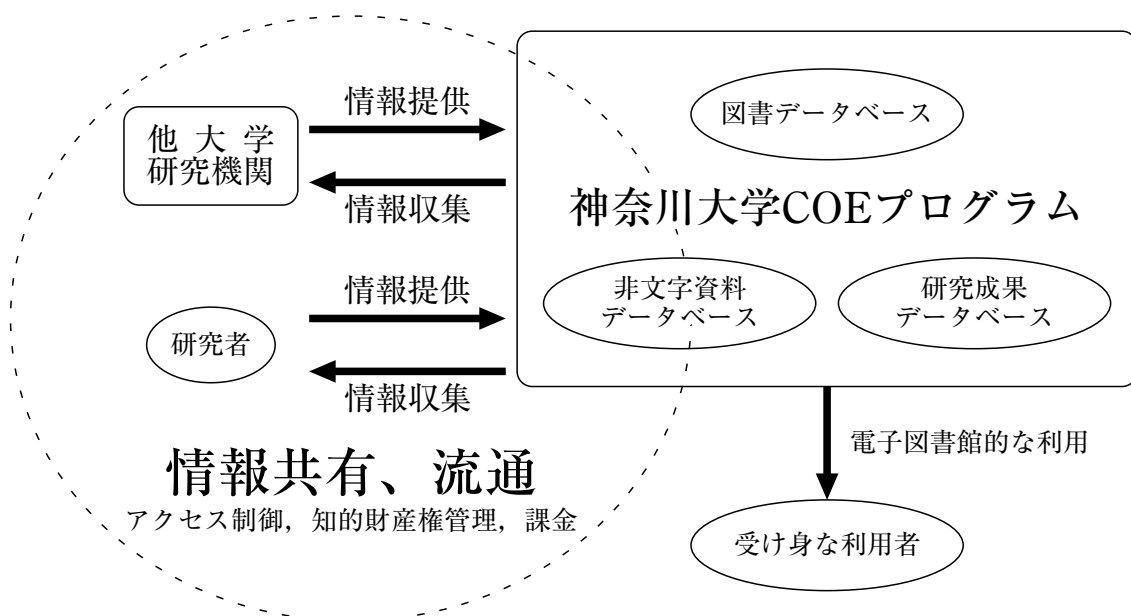 他大学
研究機関
情報提供
情報収集
研究者
情報提供
情報収集
情報共有、流通
アクセス制御，知的財産権管理，課金
図書データベース
神奈川大学COEプログラム
非文字資料
データベース
研究成果
データベース
電子図書館的な利用
受け身な利用者